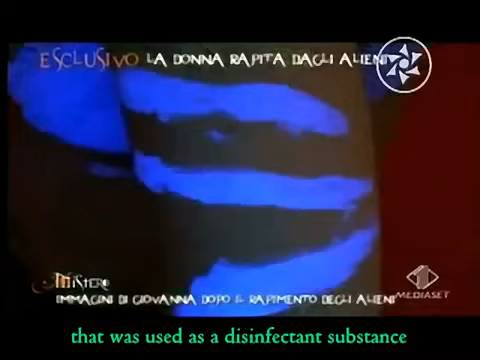 ESCLUSIVO LA DONNA RAPITA DAGLI ALIENI
MISTERO
1
MEDIASET
IMMAGINI DI GIOVANNA DOPO IL RAPIMENTO DEGLI ALIENI
that was used as a disinfectant substance